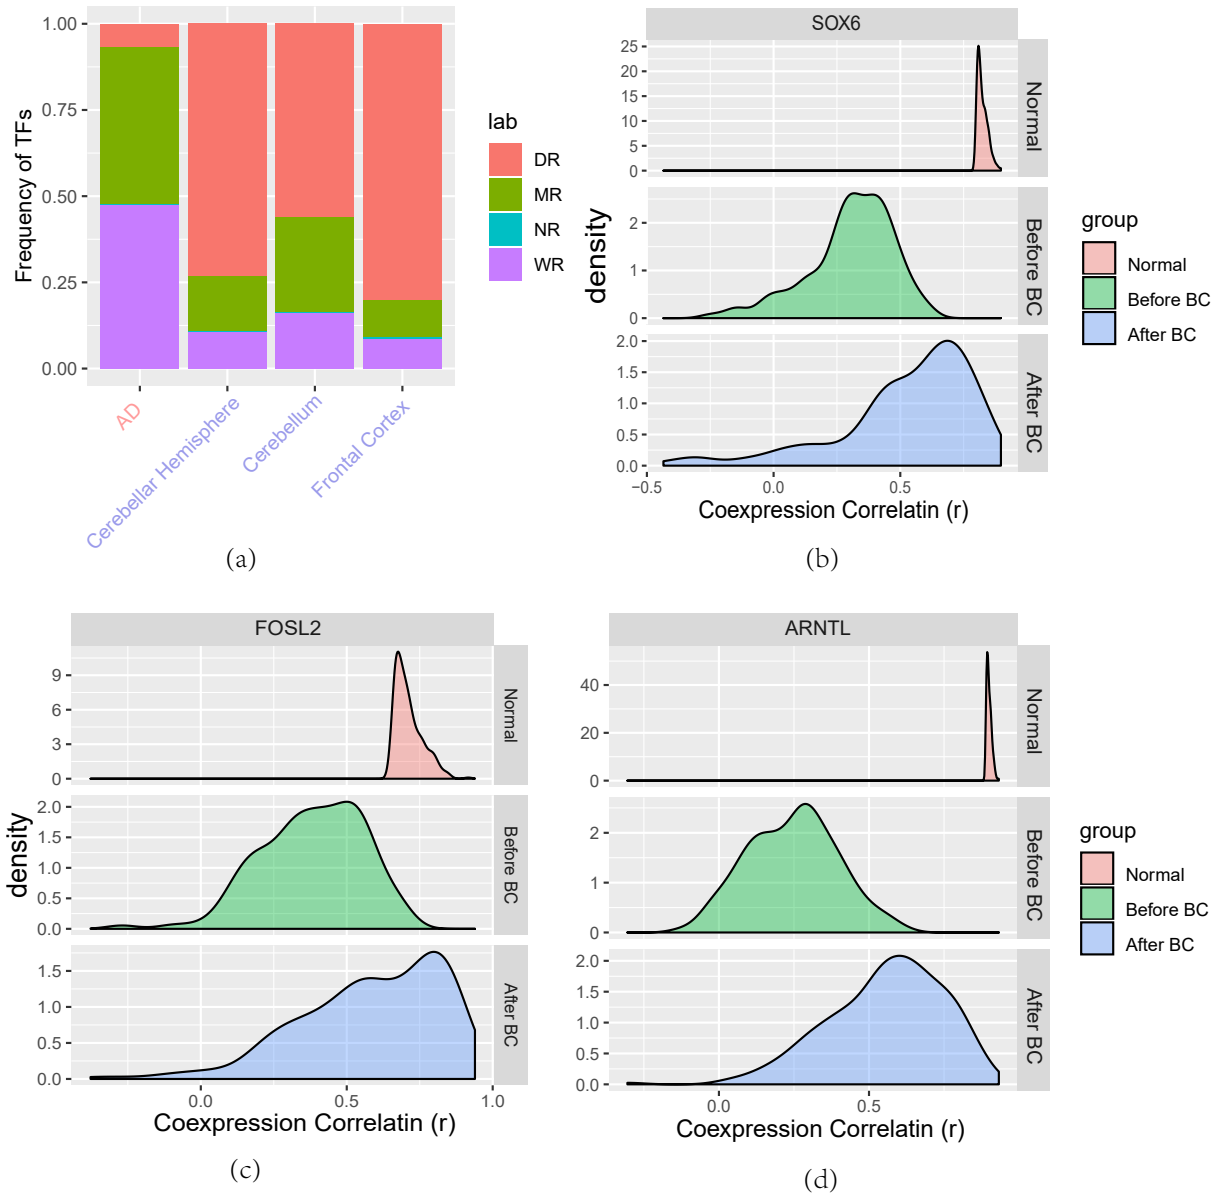 1.00
0.75
0.50
0.25
0.00
Frequency of TFs
AD
Cerebellar Hemisphere
Cerebellum
Frontal Cortex
lab
DR
MR
NR
WR
(a)
SOX6
25
20
15
10
5
0
Normal
2
1
0
Before BC
2.0
1.5
1.0
0.5
0.0
After BC
density
−0.5
0.0
0.5
Coexpression Correlatin (r)
group
Normal
Before BC
After BC
(b)
FOSL2
9
6
3
0
Normal
2.0
1.5
1.0
0.5
0.0
Before BC
1.5
1.0
0.5
0.0
After BC
density
0.0
0.5
1.0
Coexpression Correlatin (r)
(c)
ARNTL
40
20
0
Normal
2
1
0
Before BC
2.0
1.5
1.0
0.5
0.0
After BC
0.0
0.5
Coexpression Correlatin (r)
group
Normal
Before BC
After BC
(d)